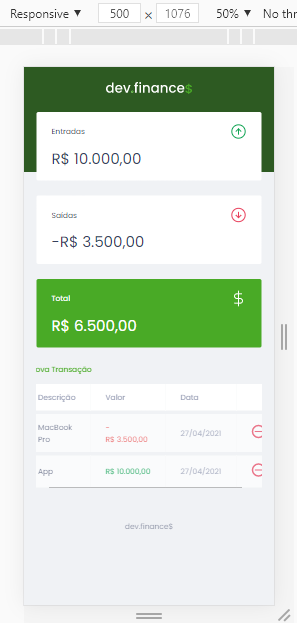 Responsive ▼ 500 × 1076 50% ▼ No thr
dev.finance$
Entradas
R$ 10.000,00
Saídas
-R$ 3.500,00
Total
R$ 6.500,00
ova Transação
Descrição Valor Data
MacBook
Pro
-
R$ 3.500,00
27/04/2021
App R$ 10.000,00 27/04/2021
dev.finance$